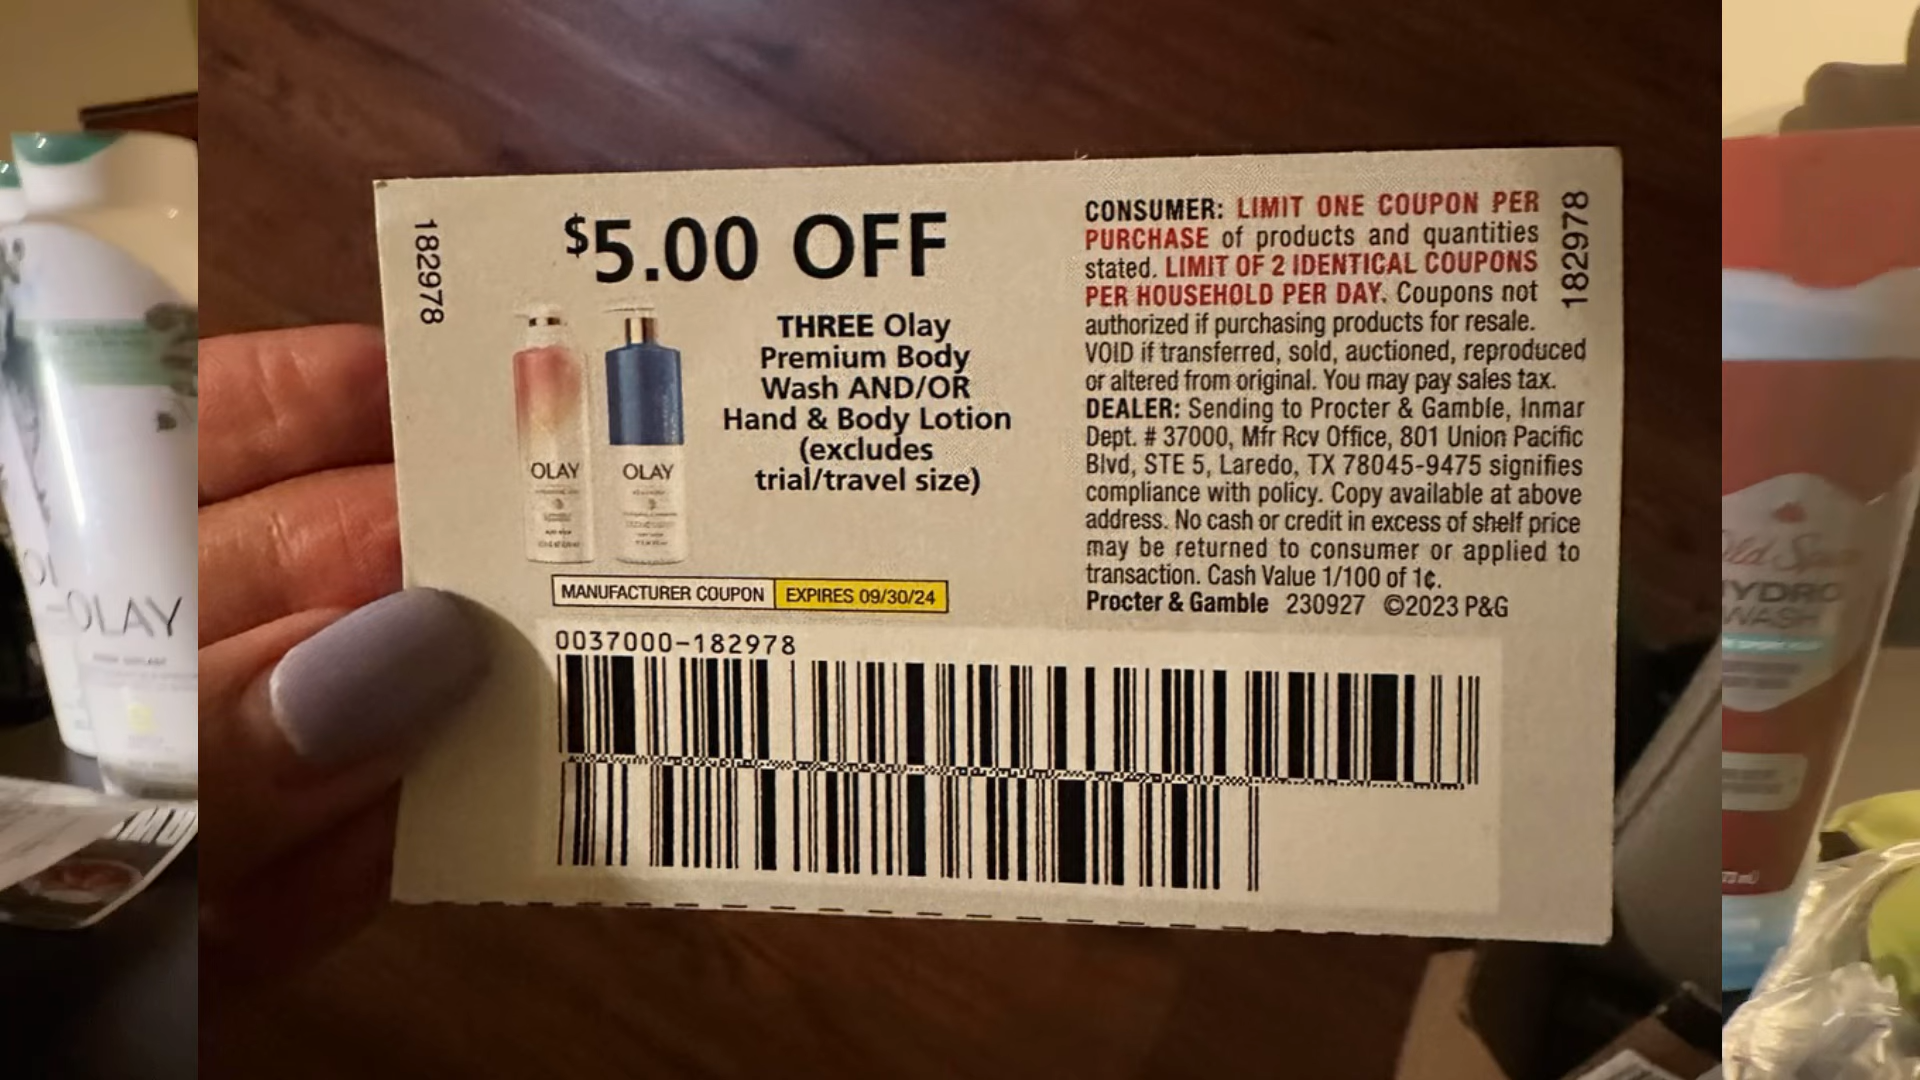 182978
$5.00 OFF
THREE Olay
Premium Body
Wash AND/OR
Hand & Body Lotion
(excludes
trial/travel size)
OLAY
OLAY
MANUFACTURER COUPON EXPIRES 09/30/24
0037000-182978
CONSUMER: LIMIT ONE COUPON PER
PURCHASE of products and quantities
stated. LIMIT OF 2 IDENTICAL COUPONS
PER HOUSEHOLD PER DAY. Coupons not
authorized if purchasing products for resale.
VOID if transferred, sold, auctioned, reproduced
or altered from original. You may pay sales tax.
DEALER: Sending to Procter & Gamble, Inmar
Dept. # 37000, Mfr Rcv Office, 801 Union Pacific
Blvd, STE 5, Laredo, TX 78045-9475 signifies
compliance with policy. Copy available at above
address. No cash or credit in excess of shelf price
may be returned to consumer or applied to
transaction. Cash Value 1/100 of 1¢.
Procter & Gamble 230927 ©2023 P&G
182978
OLAY
WASH